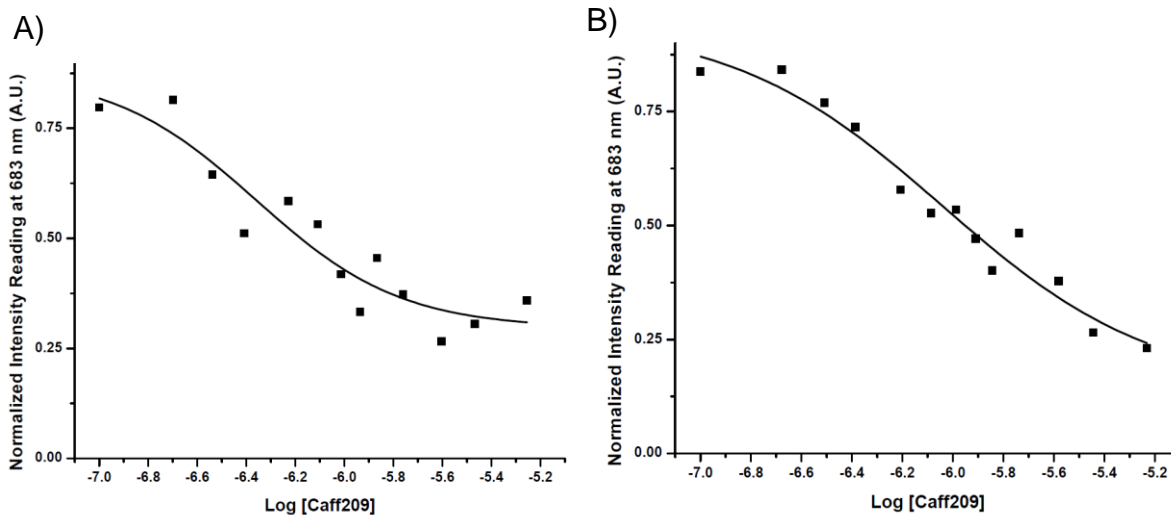 A)
Normalized Intensity Reading at 683 nm (A.U.)
0.75
0.50
0.25
0.00
-7.0 -6.8 -6.6 -6.4 -6.2 -6.0 -5.8 -5.6 -5.4 -5.2
Log [Caff209]
B)
Normalized Intensity Reading at 683 nm (A.U.)
0.75
0.50
0.25
0.00
-7.0 -6.8 -6.6 -6.4 -6.2 -6.0 -5.8 -5.6 -5.4 -5.2
Log [Caff209]